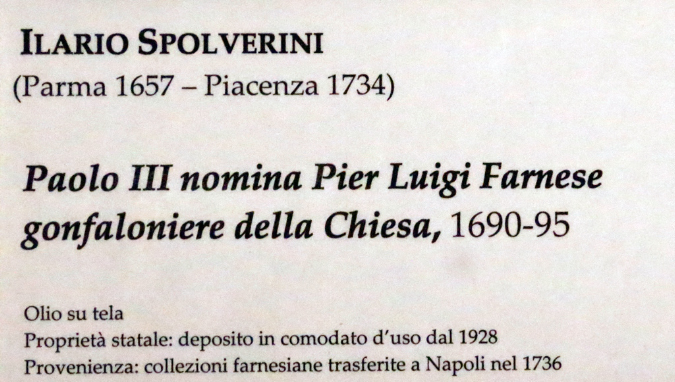 ILARIO SPOLVERINI
(Parma 1657 – Piacenza 1734)
Paolo III nomina Pier Luigi Farnese
gonfaloniere della Chiesa, 1690-95
Olio su tela
Proprietà statale: deposito in comodato d’uso dal 1928
Provenienza: collezioni farnesiane trasferite a Napoli nel 1736